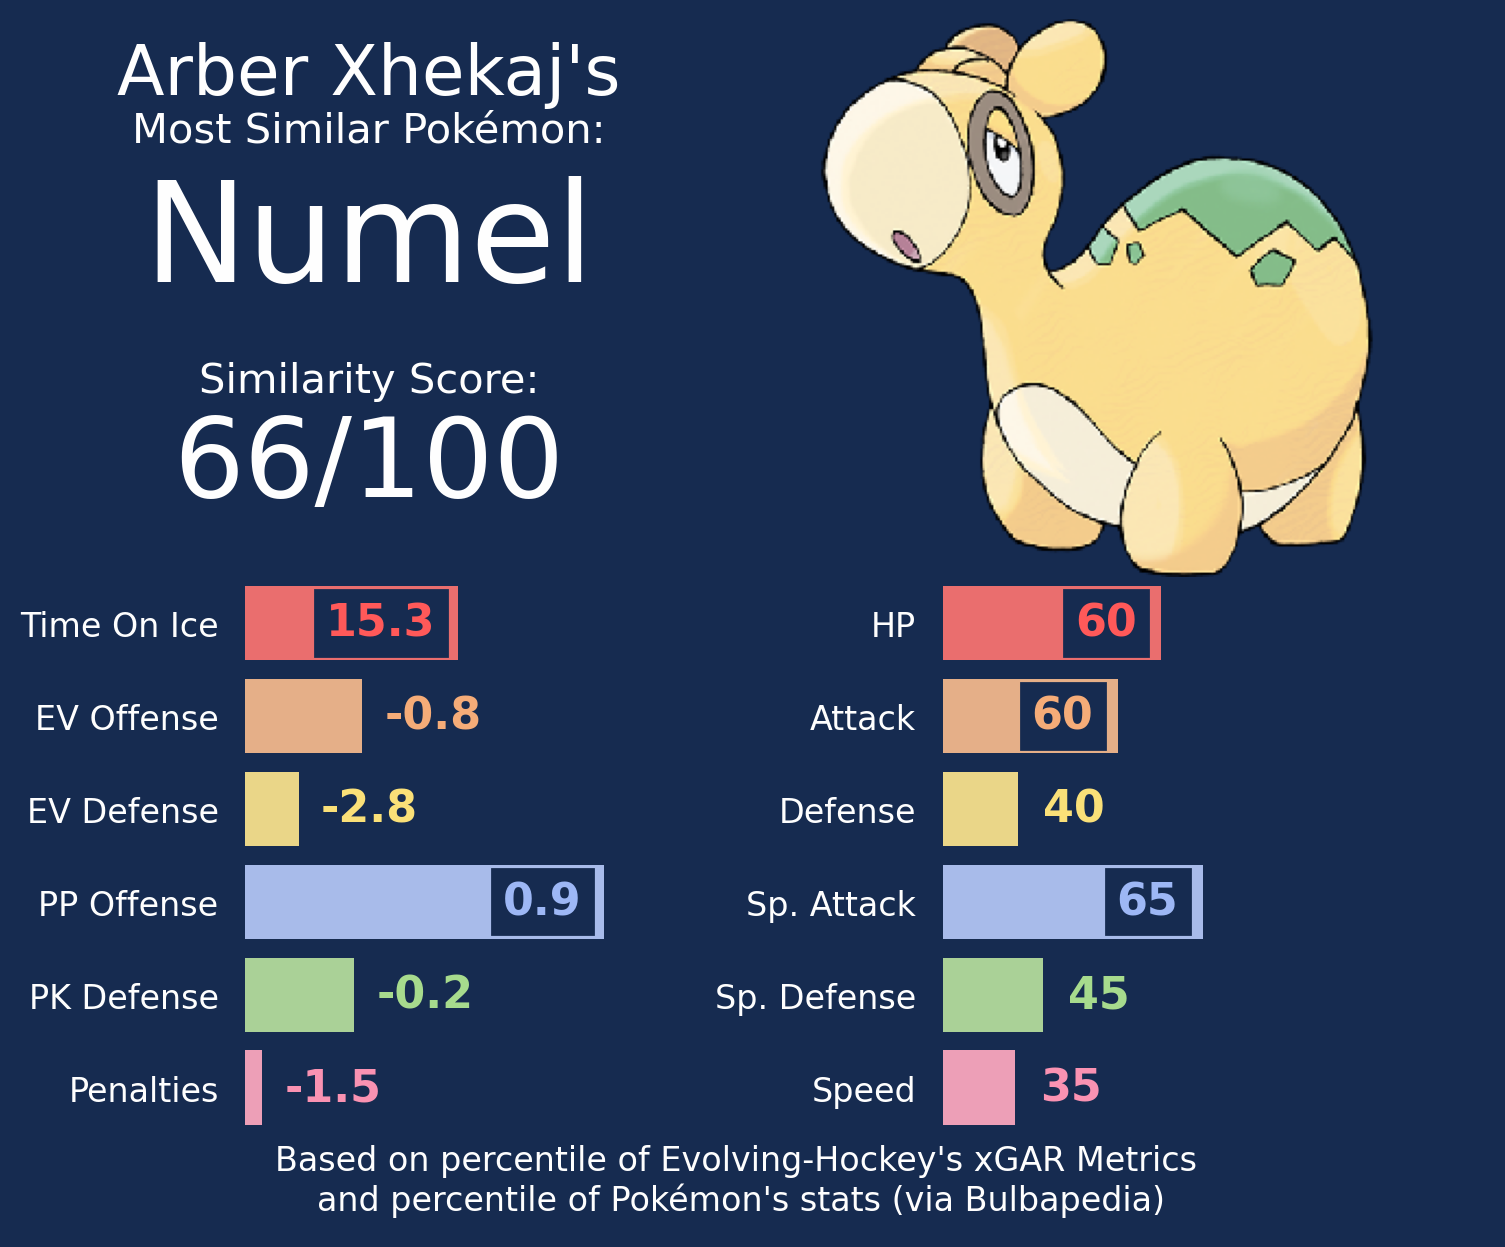 Arber Xhekaj's
Most Similar Pokémon:
Numel
Similarity Score:
66/100
Time On Ice 15.3
EV Offense -0.8
EV Defense -2.8
PP Offense 0.9
PK Defense -0.2
Penalties -1.5
HP 60
Attack 60
Defense 40
Sp. Attack 65
Sp. Defense 45
Speed 35
Based on percentile of Evolving-Hockey's xGAR Metrics
and percentile of Pokémon's stats (via Bulbapedia)